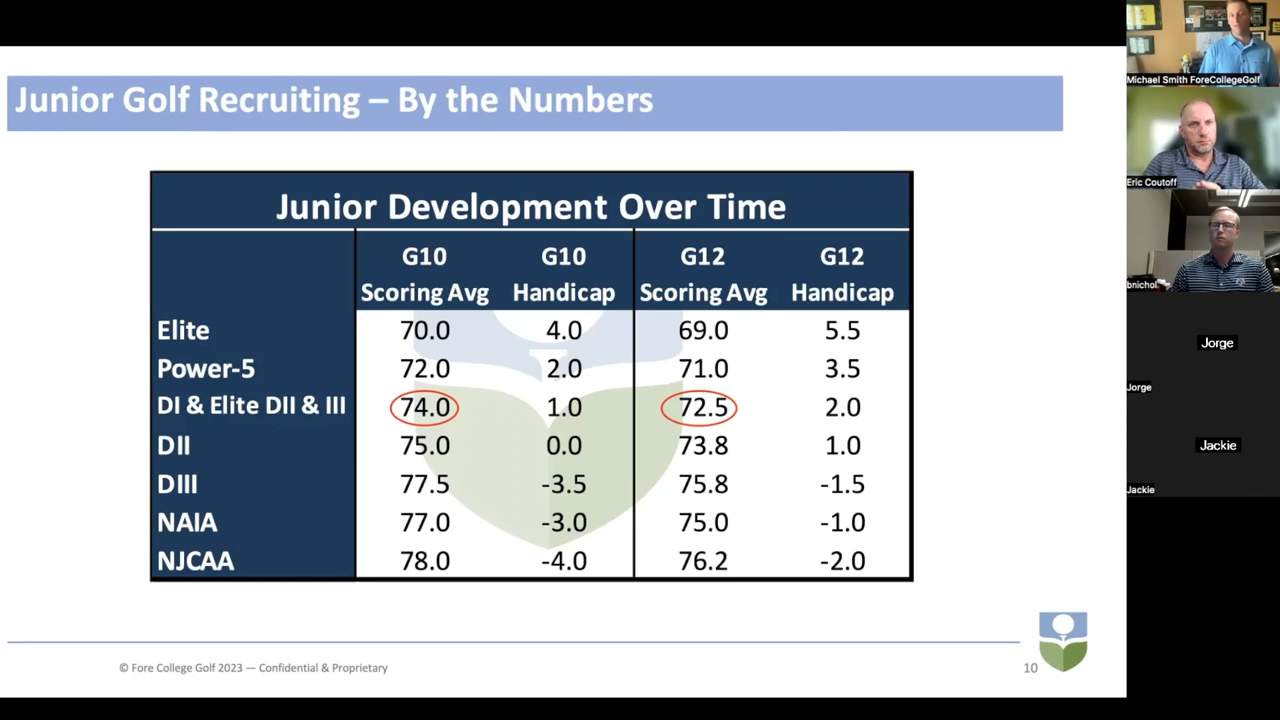 Junior Golf Recruiting – By the Numbers
Junior Development Over Time
G10 G10 G12 G12
Scoring Avg Handicap Scoring Avg Handicap
Elite 70.0 4.0 69.0 5.5
Power-5 72.0 2.0 71.0 3.5
DI & Elite DII & III 74.0 1.0 72.5 2.0
DII 75.0 0.0 73.8 1.0
DIII 77.5 -3.5 75.8 -1.5
NAIA 77.0 -3.0 75.0 -1.0
NJCAA 78.0 -4.0 76.2 -2.0
© Fore College Golf 2023 — Confidential & Proprietary
10
Michael Smith ForeCollegeGolf
Eric Coutoff
bnichol
Jorge
Jorge
Jackie
Jackie